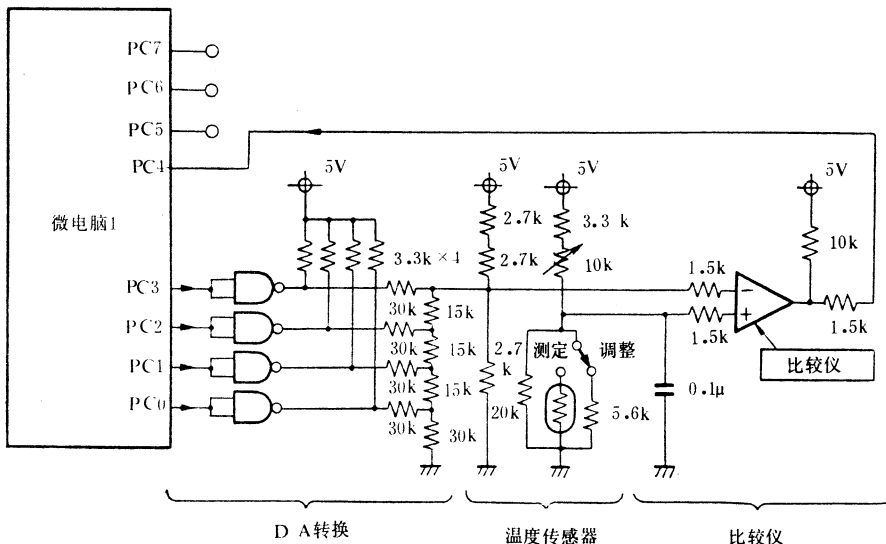 PC7
PC6
PC5
PC4
微电脑1
PC3
PC2
PC1
PC0
5V
3.3k×4
30k
15k
30k
15k
30k
15k
30k
30k
5V
2.7k
2.7k
2.7
k
5V
3.3 k
10k
测定
调整
20k
5.6k
1.5k
1.5k
−
+
5V
10k
1.5k
比较仪
0.1μ
D A转换
温度传感器
比较仪